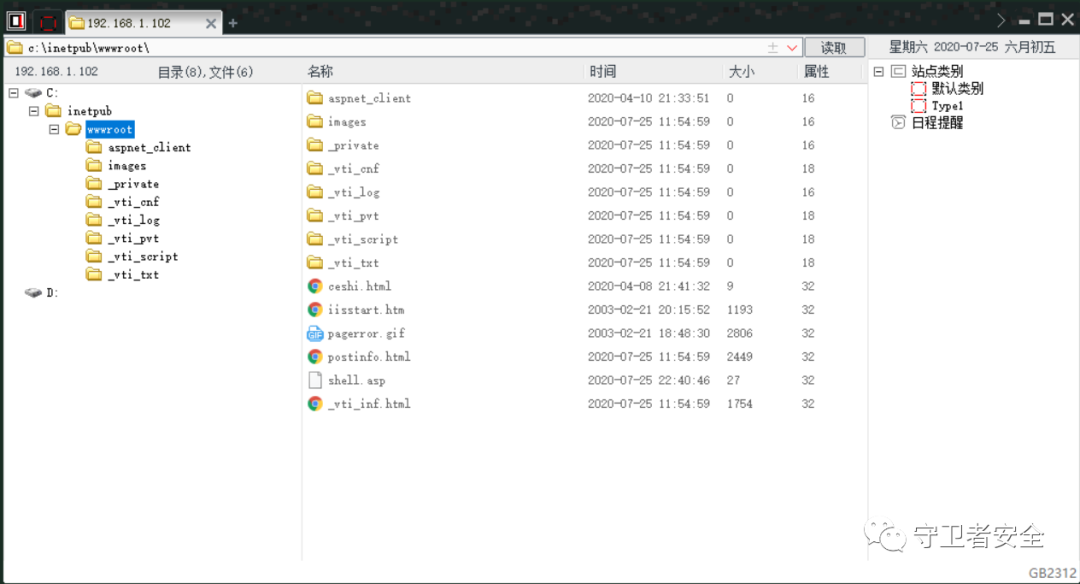 192.168.1.102
c:\inetpub\wwwroot\
读取
星期六 2020-07-25 六月初五
192.168.1.102 目录(8),文件(6)
名称 时间 大小 属性
C:
inetpub
wwwroot
aspnet_client
images
_private
_vti_cnf
_vti_log
_vti_pvt
_vti_script
_vti_txt
D:
aspnet_client 2020-04-10 21:33:51 0 16
images 2020-07-25 11:54:59 0 16
_private 2020-07-25 11:54:59 0 16
_vti_cnf 2020-07-25 11:54:59 0 18
_vti_log 2020-07-25 11:54:59 0 16
_vti_pvt 2020-07-25 11:54:59 0 18
_vti_script 2020-07-25 11:54:59 0 18
_vti_txt 2020-07-25 11:54:59 0 18
ceshi.html 2020-04-08 21:41:32 9 32
iisstart.htm 2003-02-21 20:15:52 1193 32
pagerror.gif 2003-02-21 18:48:30 2806 32
postinfo.html 2020-07-25 11:54:59 2449 32
shell.asp 2020-07-25 22:40:46 27 32
_vti_inf.html 2020-07-25 11:54:59 1754 32
站点类别
默认类别
Type1
日程提醒
守卫者安全
GB2312